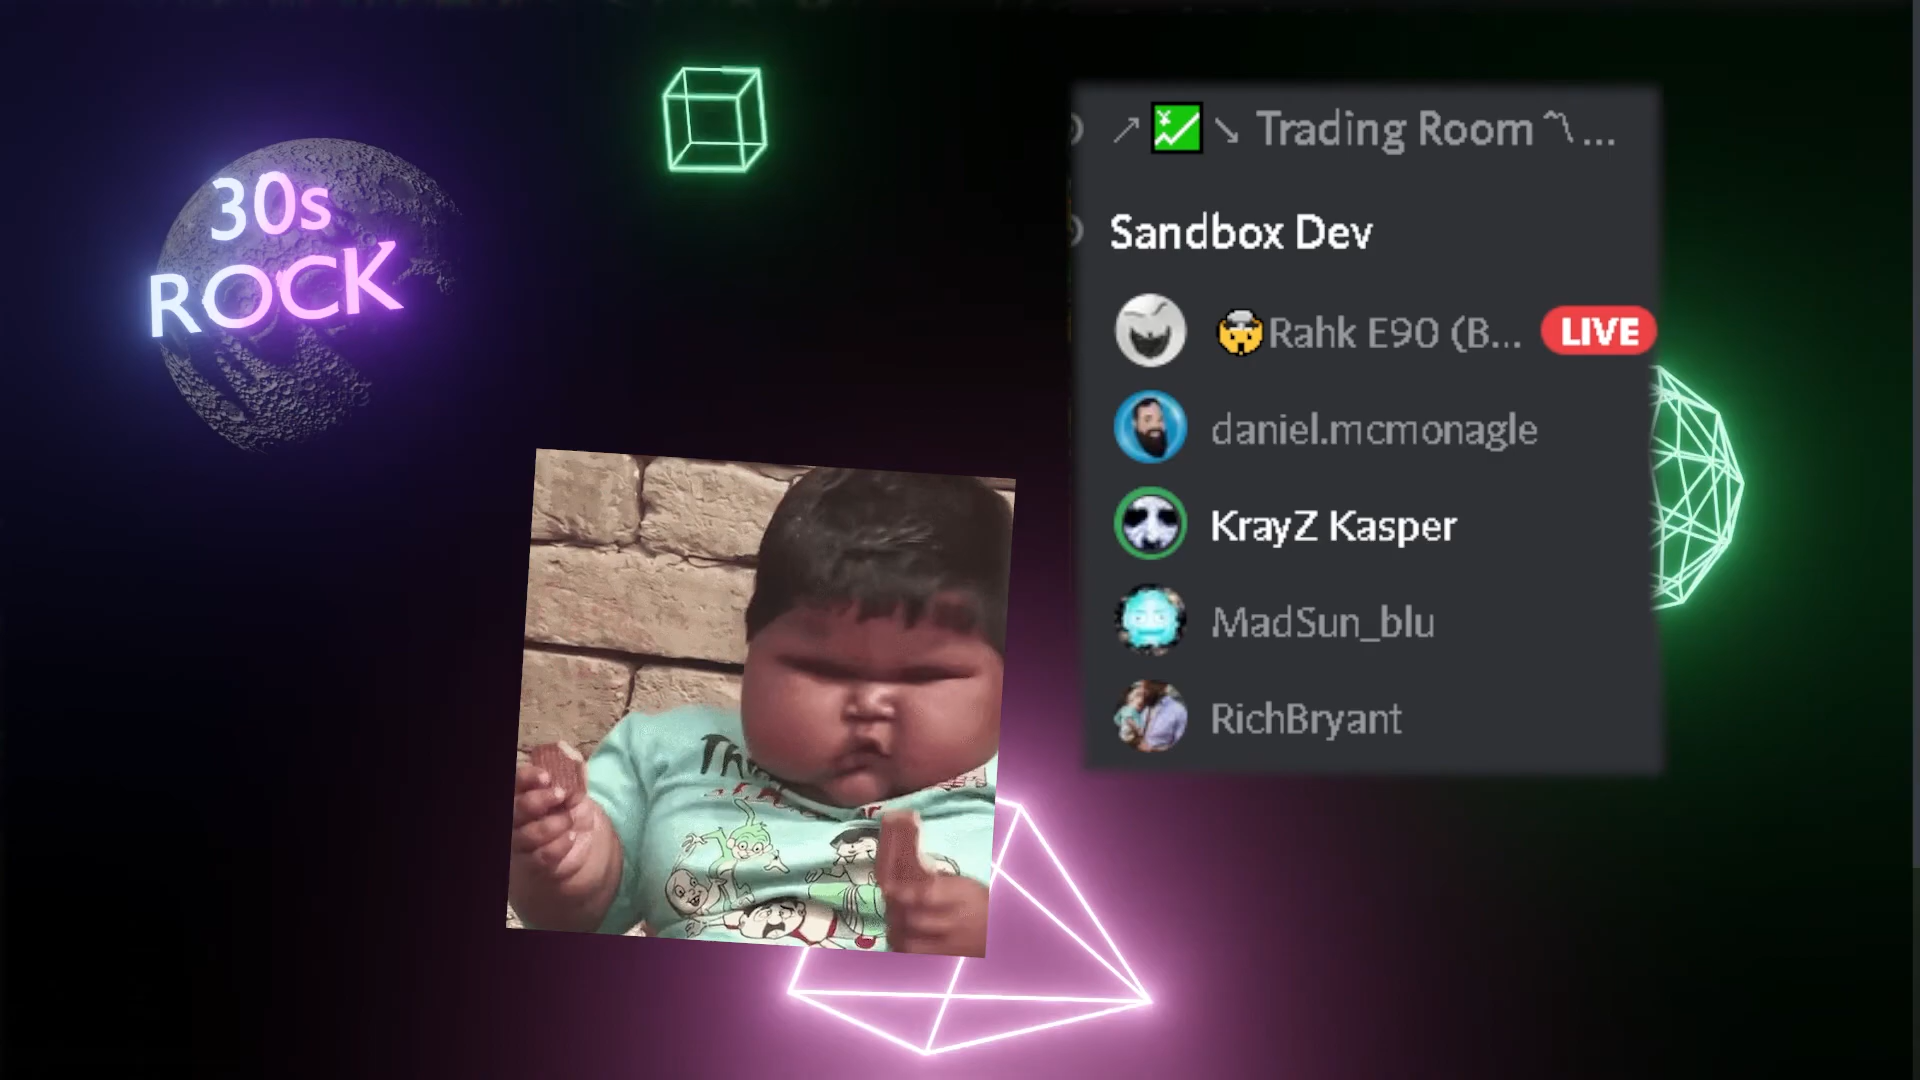 30s
ROCK
Trading Room ...
Sandbox Dev
Rahk E90 (B... LIVE
daniel.mcmonagle
KrayZ Kasper
MadSun_blu
RichBryant